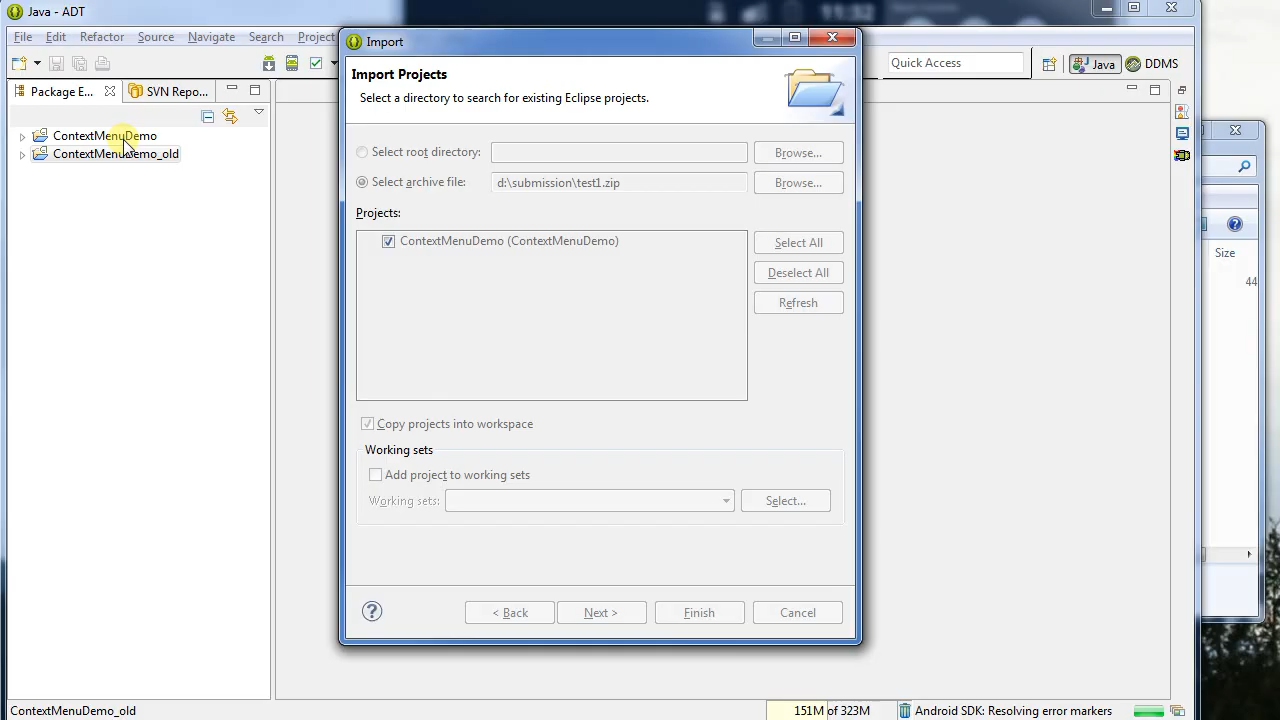 Java - ADT
11:32
File Edit Refactor Source Navigate Search Project
Quick Access
Java
DDMS
Package E...
SVN Repo...
ContextMenuDemo
ContextMenuDemo_old
Import
Import Projects
Select a directory to search for existing Eclipse projects.
Select root directory:
Browse...
Select archive file:
d:\submission\test1.zip
Browse...
Projects:
ContextMenuDemo (ContextMenuDemo)
Select All
Deselect All
Refresh
Copy projects into workspace
Working sets
Add project to working sets
Working sets:
Select...
< Back
Next >
Finish
Cancel
Size
44
ContextMenuDemo_old
151M of 323M
Android SDK: Resolving error markers